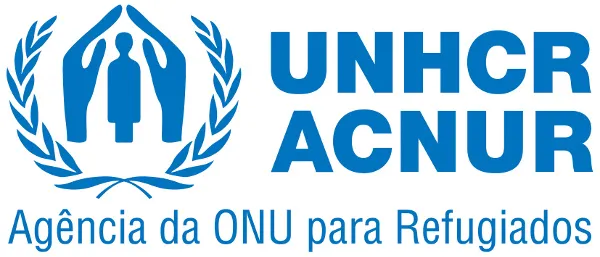 UNHCR
ACNUR
Agência da ONU para Refugiados